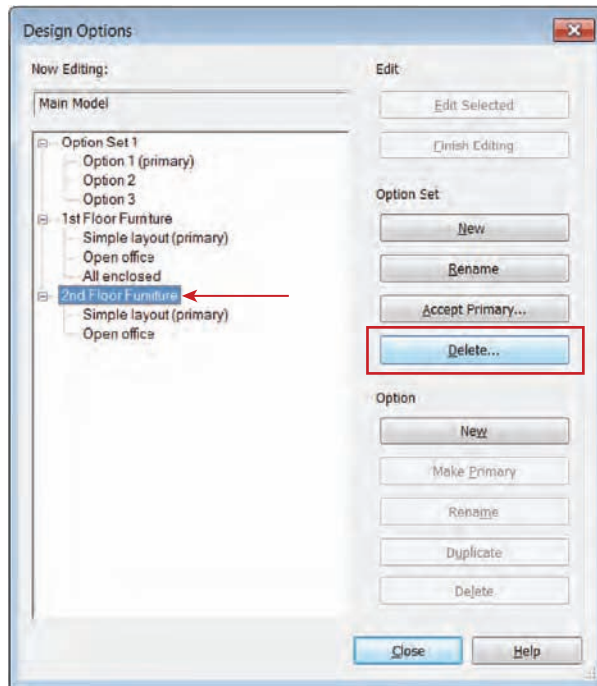 Design Options
Now Editing:
Main Model
Option Set 1
Option 1 (primary)
Option 2
Option 3
1st Floor Furniture
Simple layout (primary)
Open office
All enclosed
2nd Floor Furniture
Simple layout (primary)
Open office
Edit
Edit Selected
Finish Editing
Option Set
New
Rename
Accept Primary...
Delete...
Option
New
Make Primary
Rename
Duplicate
Delete
Close
Help